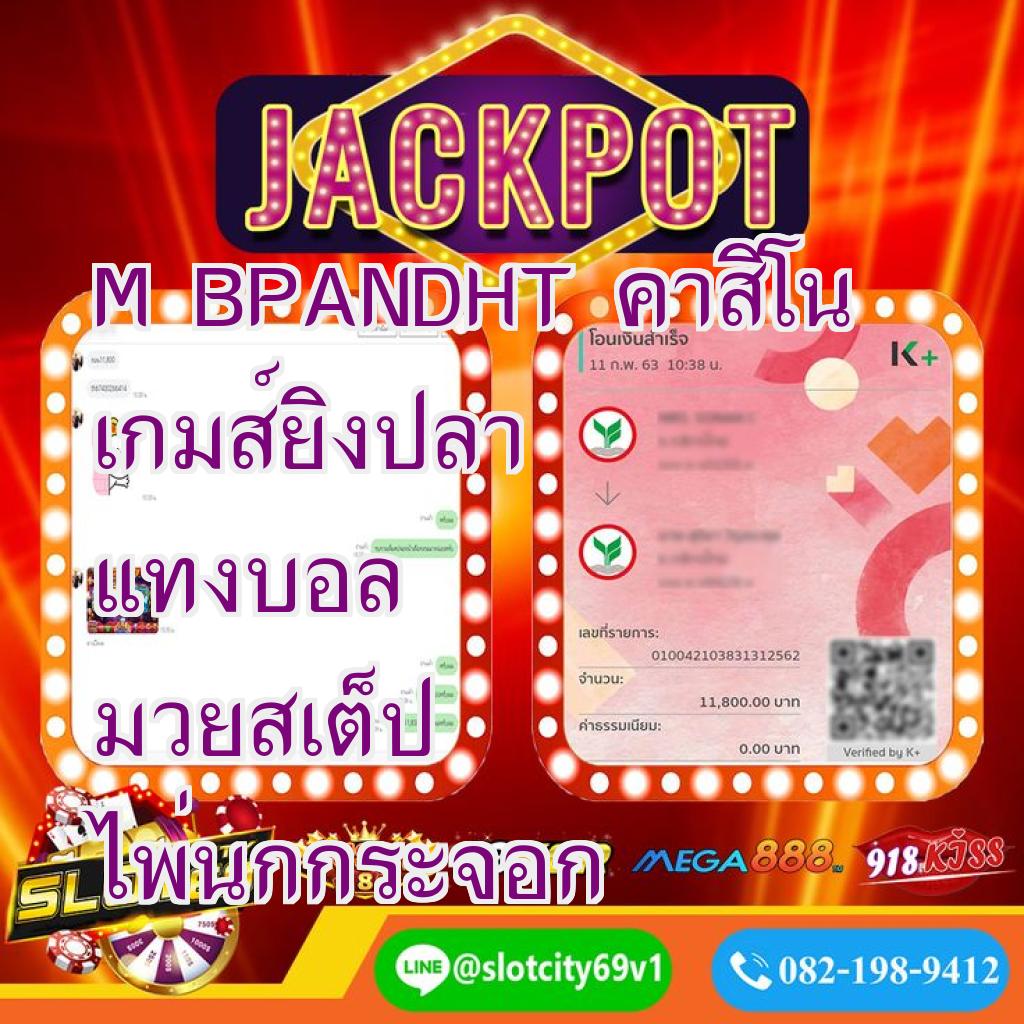 JACKPOT
M BPANDHT คาสิโน
เกมส์ยิงปลา
แทงบอล
มวยสเต็ป
ไพ่นกกระจอก
โอนเงินสำเร็จ
11 ก.พ. 63 10:38 น.
K+
เลขที่รายการ:
010042103831312562
จำนวน:
11,800.00 บาท
ค่าธรรมเนียม:
0.00 บาท
Verified by K+
MEGA888
918KISS
LINE @slotcity69v1
082-198-9412